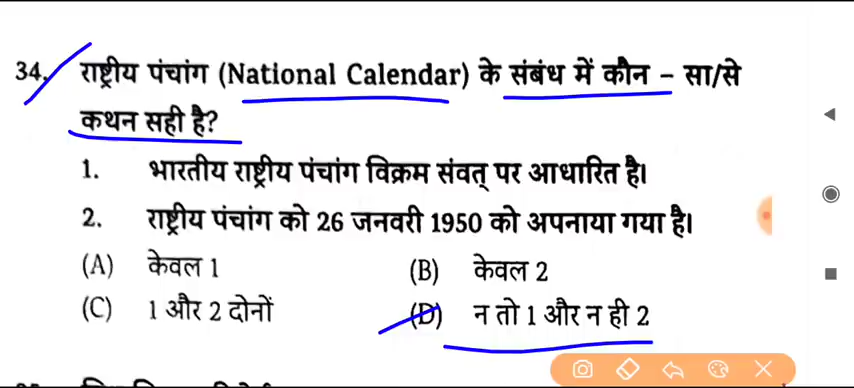 34. राष्ट्रीय पंचांग (National Calendar) के संबंध में कौन – सा/से
कथन सही है?
1. भारतीय राष्ट्रीय पंचांग विक्रम संवत् पर आधारित है।
2. राष्ट्रीय पंचांग को 26 जनवरी 1950 को अपनाया गया है।
(A) केवल 1 (B) केवल 2
(C) 1 और 2 दोनों (D) न तो 1 और न ही 2